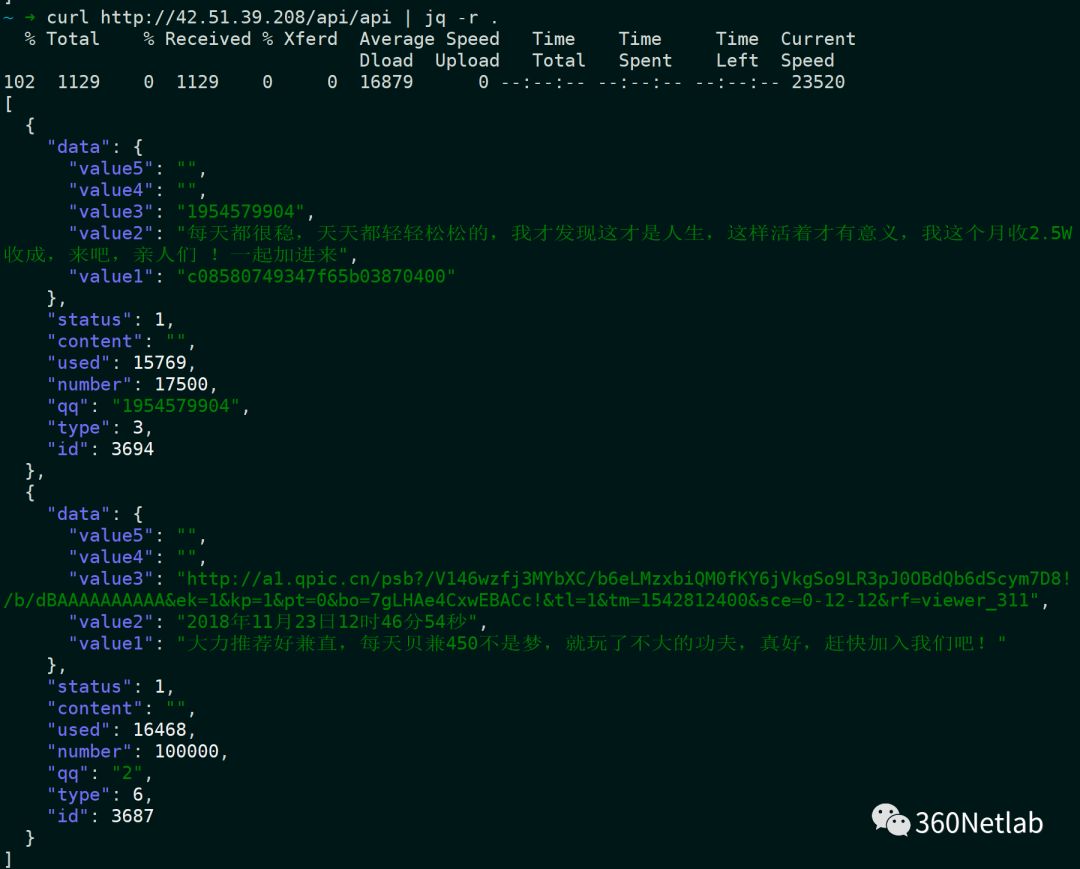 ]
~ → curl http://42.51.39.208/api/api | jq -r .
% Total % Received % Xferd Average Speed Time Time Time Current
Dload Upload Total Spent Left Speed
102 1129 0 1129 0 0 16879 0 --:--:-- --:--:-- --:--:-- 23520
[
{
"data": {
"value5": "",
"value4": "",
"value3": "1954579904",
"value2": "每天都很稳，天天都轻轻松松的，我才发现这才是人生，这样活着才有意义，我这个月收2.5W
收成，来吧，亲人们 ！一起加进来",
"value1": "c08580749347f65b03870400"
},
"status": 1,
"content": "",
"used": 15769,
"number": 17500,
"qq": "1954579904",
"type": 3,
"id": 3694
},
{
"data": {
"value5": "",
"value4": "",
"value3": "http://a1.qpic.cn/psb?/V146wzfj3MYbXC/b6eLMzxbiQM0fKY6jVkgSo9LR3pJ0OBdQb6dScym7D8!
/b/dBAAAAAAAAAA&ek=1&kp=1&pt=0&bo=7gLHAe4CxwEBACc!&tl=1&tm=1542812400&sce=0-12-12&rf=viewer_311",
"value2": "2018年11月23日12时46分54秒",
"value1": "大力推荐好兼直，每天贝兼450不是梦，就玩了不大的功夫，真好，赶快加入我们吧！"
},
"status": 1,
"content": "",
"used": 16468,
"number": 100000,
"qq": "2",
"type": 6,
"id": 3687
}
]
360Netlab